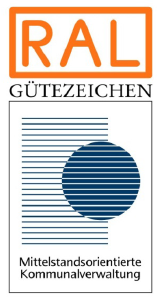 RAL
GÜTEZEICHEN
Mittelstandsorientierte
Kommunalverwaltung